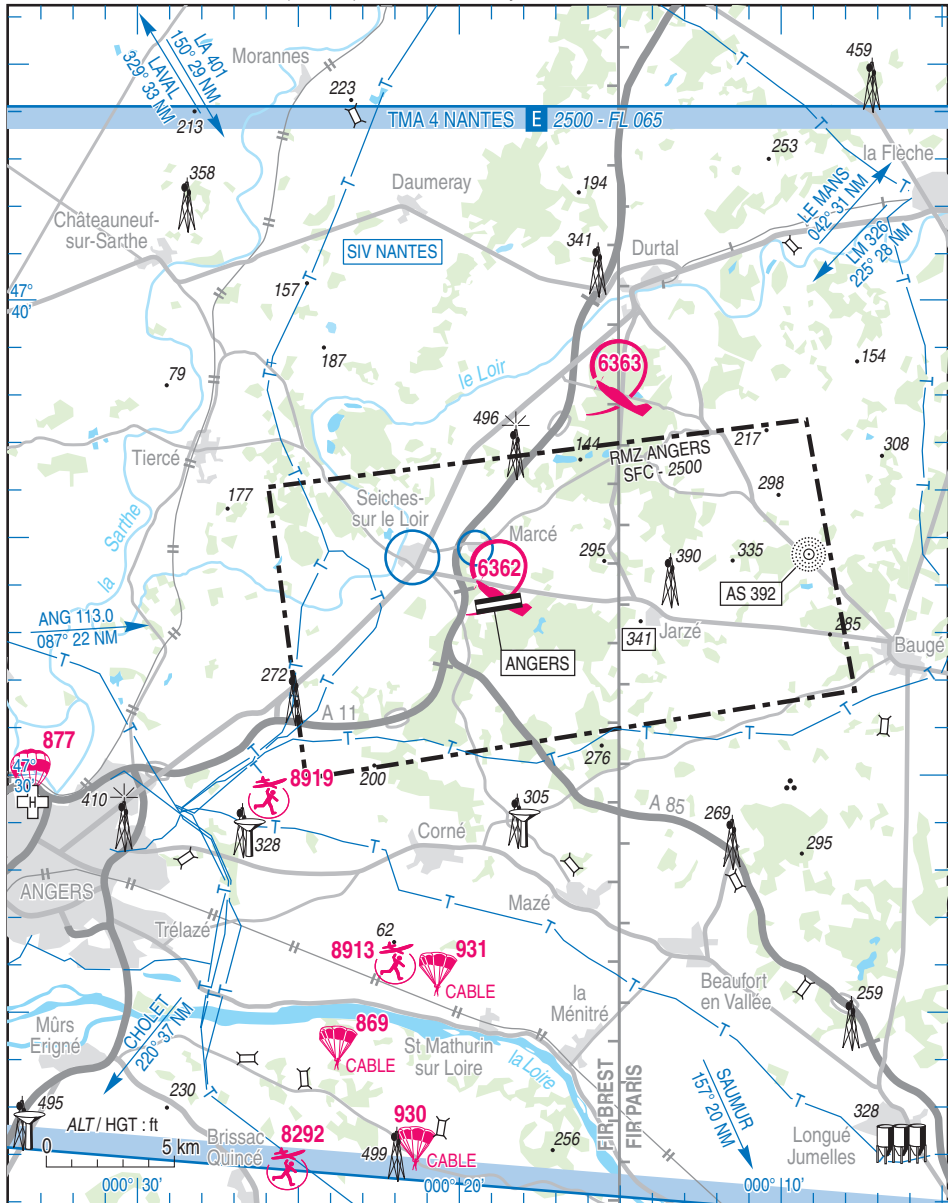 459
Morannes
LA 401
150° 29 NM
LAVAL
329° 33 NM
223
213
TMA 4 NANTES E 2500 - FL 065
253
la Flèche
358
194
Daumeray
LE MANS
042° 31 NM
LM 326
225° 28 NM
Châteauneuf-
sur-Sarthe
341
Durtal
SIV NANTES
157
47°
40'
187
154
79
le Loir
6363
496
144
217
RMZ ANGERS
SFC - 2500
308
Tiercé
298
177
Seiches-
sur le Loir
Marcé
la Sarthe
295
390
335
6362
AS 392
ANG 113.0
087° 22 NM
341
Jarzé
285
Baugé
ANGERS
272
A 11
877
47°
30'
276
200
8919
410
305
A 85
269
328
Corné
295
ANGERS
Mazé
Trélazé
62
8913
931
CABLE
Beaufort
en Vallée
la
Ménitré
259
CHOLET
220° 37 NM
869
CABLE
Mûrs
Erigné
St Mathurin
sur Loire
la Loire
FIR BREST
FIR PARIS
SAUMUR
157° 20 NM
495
230
ALT / HGT : ft
0 5 km
930
CABLE
328
Brissac
Quincé
8292
499
256
Longué
Jumelles
000° 30'
000° 20'
000° 10'